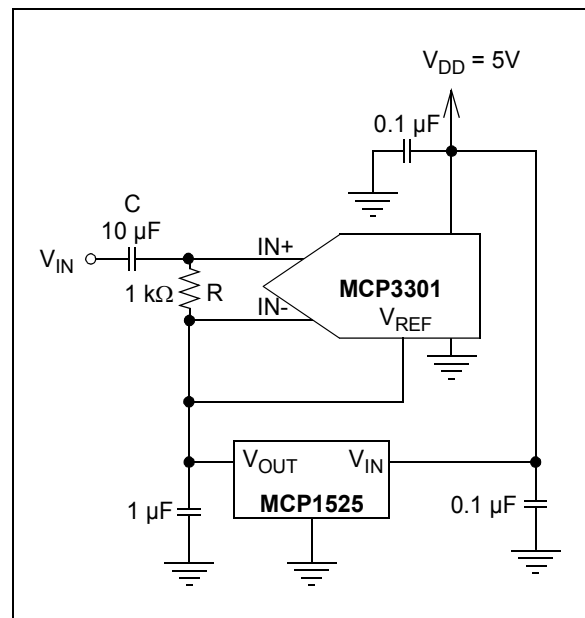 V_DD = 5V
0.1 µF
C
10 µF
V_IN
IN+
1 kΩ
R
IN-
MCP3301
V_REF
V_OUT
V_IN
MCP1525
1 µF
0.1 µF